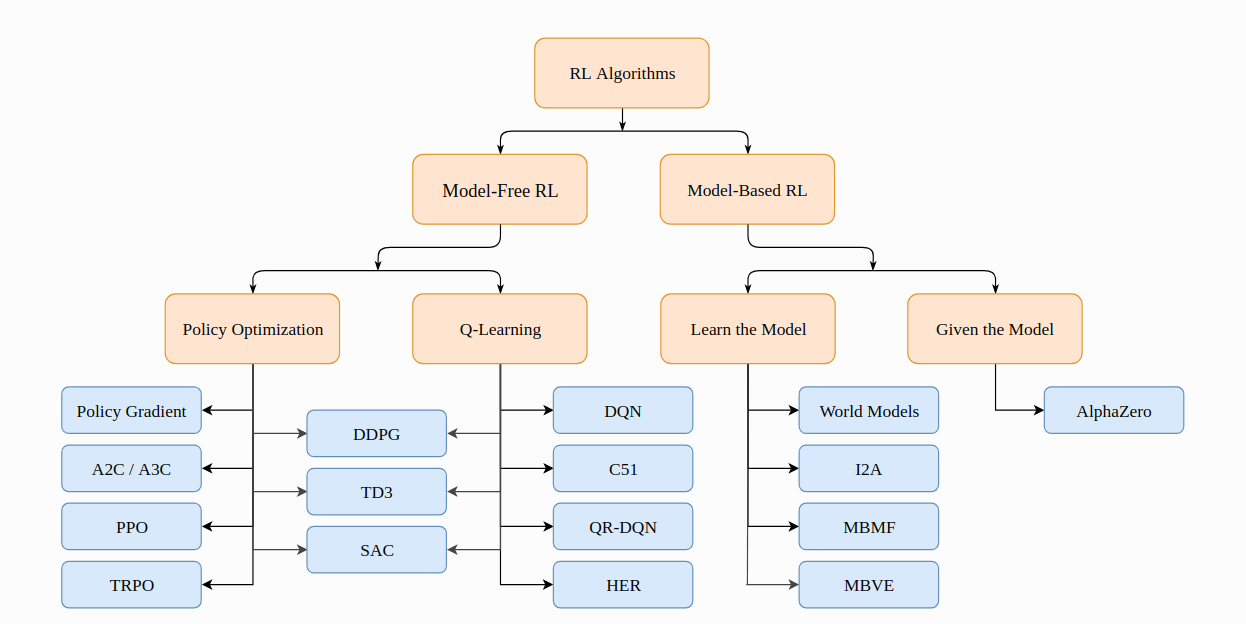 RL Algorithms
Model-Free RL
Model-Based RL
Policy Optimization
Q-Learning
Learn the Model
Given the Model
Policy Gradient
A2C / A3C
PPO
TRPO
DDPG
TD3
SAC
DQN
C51
QR-DQN
HER
World Models
I2A
MBMF
MBVE
AlphaZero